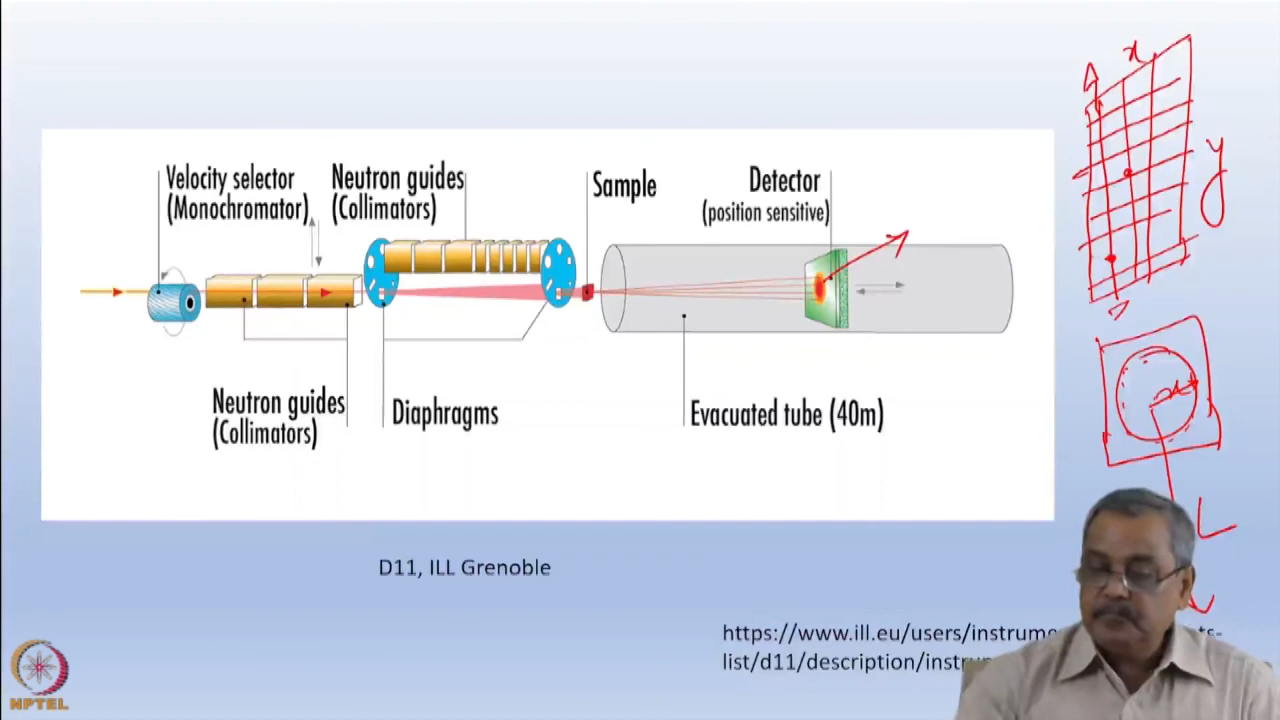 Velocity selector
(Monochromator)
Neutron guides
(Collimators)
Sample
Detector
(position sensitive)
Neutron guides
(Collimators)
Diaphragms
Evacuated tube (40m)
D11, ILL Grenoble
https://www.ill.eu/users/instrume
ts-
list/d11/description/instru
x
y
L
NPTEL